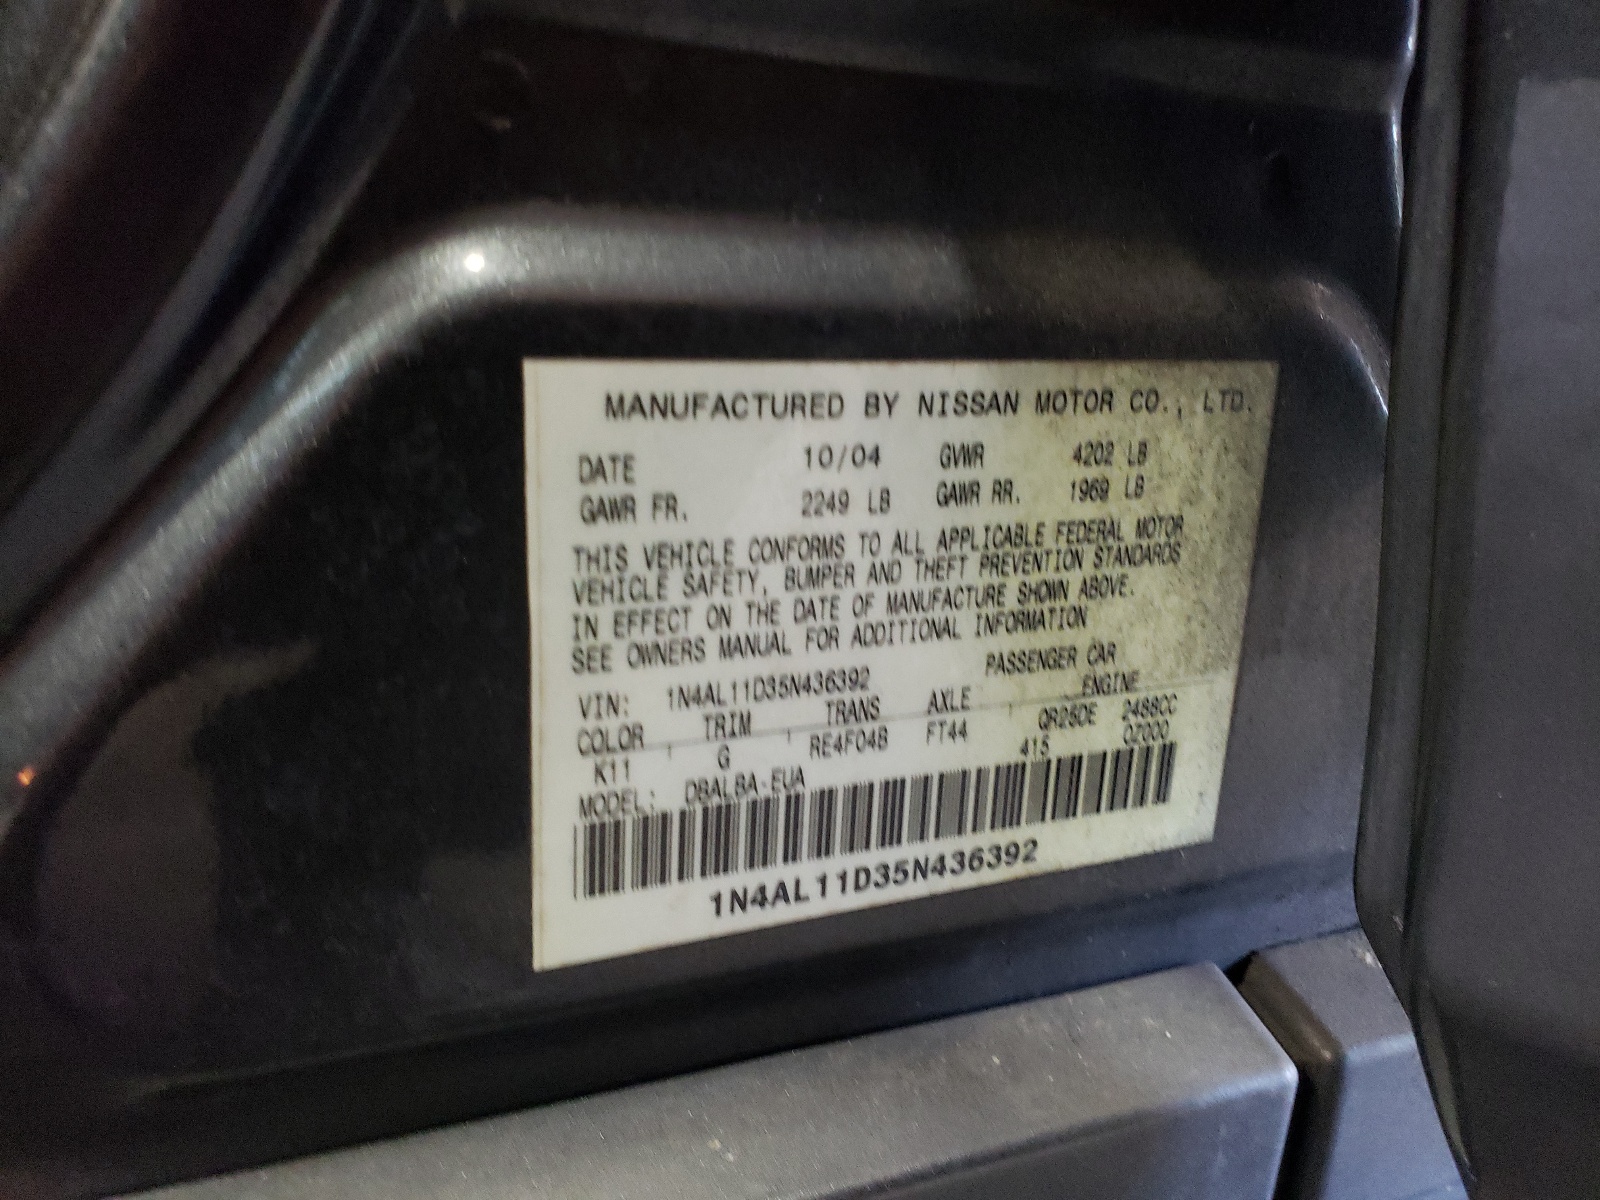 MANUFACTURED BY NISSAN MOTOR CO., LTD.
DATE 10/04 GVWR 4202 LB
GAWR FR. 2249 LB GAWR RR. 1969 LB
THIS VEHICLE CONFORMS TO ALL APPLICABLE FEDERAL MOTOR
VEHICLE SAFETY, BUMPER AND THEFT PREVENTION STANDARDS
IN EFFECT ON THE DATE OF MANUFACTURE SHOWN ABOVE.
SEE OWNERS MANUAL FOR ADDITIONAL INFORMATION
VIN: 1N4AL11D35N436392 PASSENGER CAR
COLOR TRIM TRANS AXLE ENGINE
K11 G RE4F04B FT44 QR25DE 2488CC
MODEL: DBALBA-EUA 415 0Z000
1N4AL11D35N436392